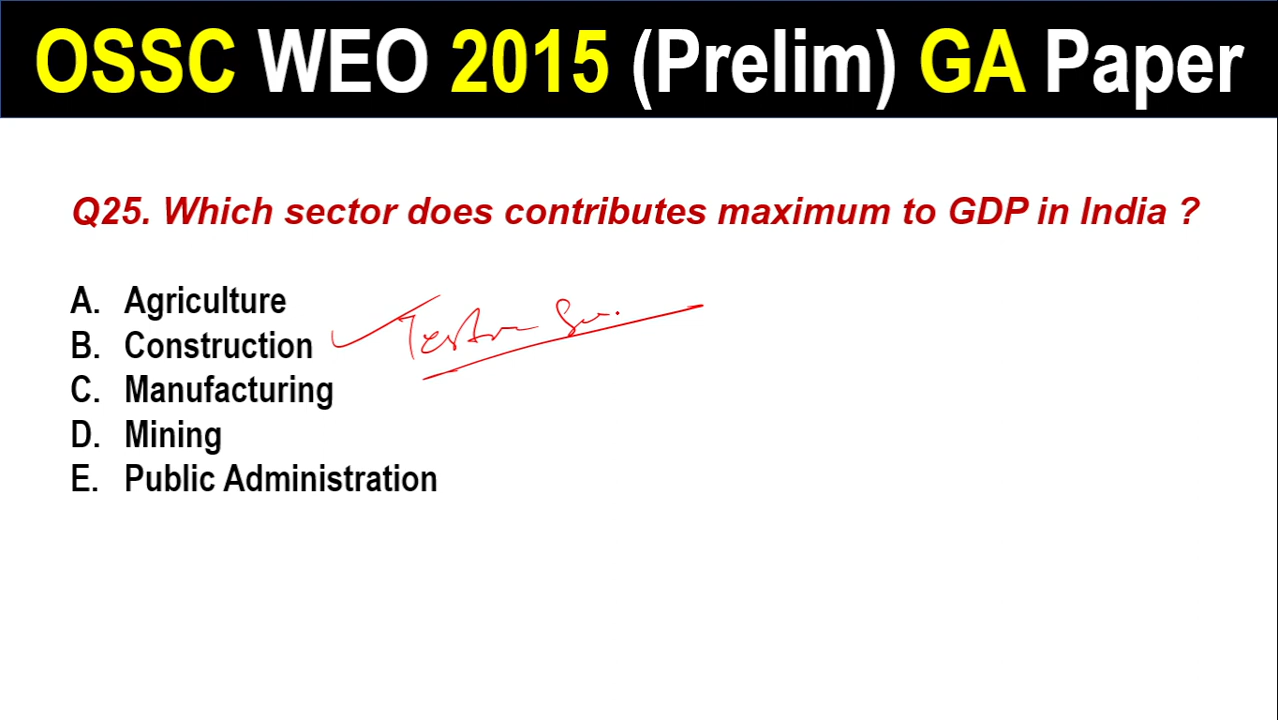 OSSC WEO 2015 (Prelim) GA Paper
Q25. Which sector does contributes maximum to GDP in India ?
A. Agriculture
B. Construction
C. Manufacturing
D. Mining
E. Public Administration